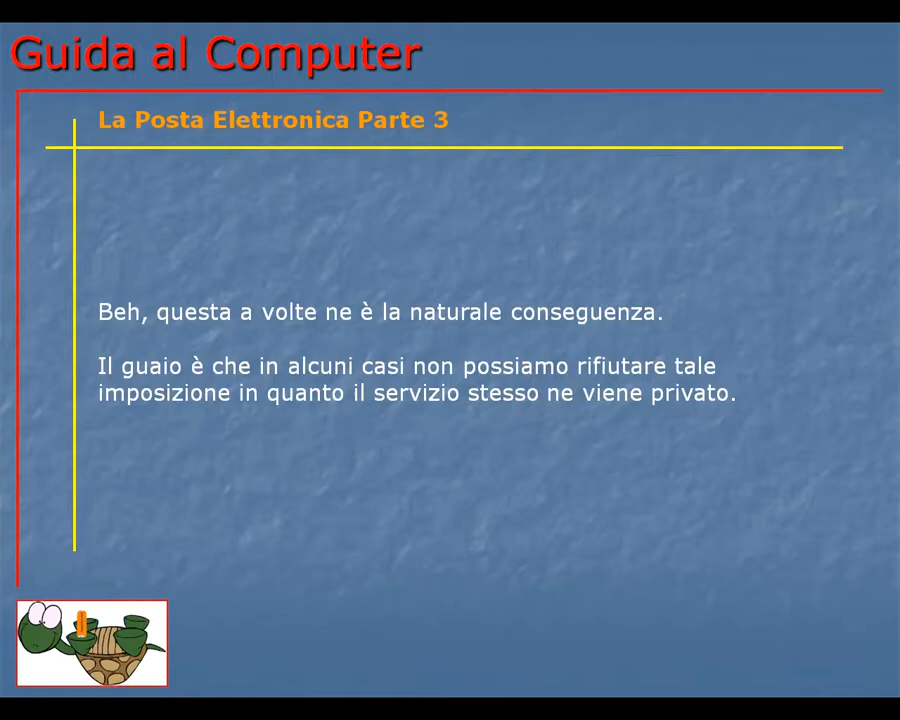 Guida al Computer
La Posta Elettronica Parte 3
Beh, questa a volte ne è la naturale conseguenza.
Il guaio è che in alcuni casi non possiamo rifiutare tale
imposizione in quanto il servizio stesso ne viene privato.